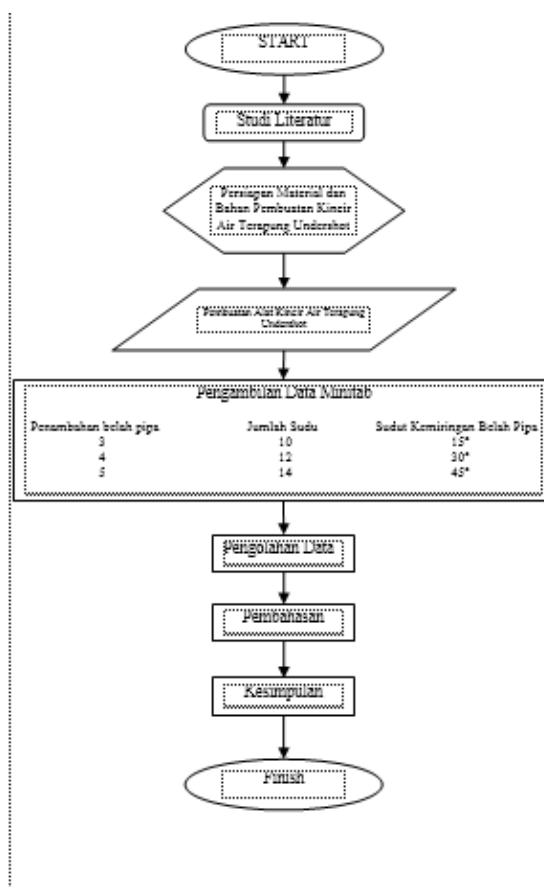 START
Studi Literatur
Persiapan Material dan
Bahan Pembuatan Kincir
Air Terapung Undershot
Pembuatan Alat Kincir Air Terapung
Undershot
Pengambilan Data Minitab
Penambahan belah pipa Jumlah Sudu Sudut Kemiringan Belah Pipa
3 10 15°
4 12 30°
5 14 45°
Pengolahan Data
Pembahasan
Kesimpulan
Finish